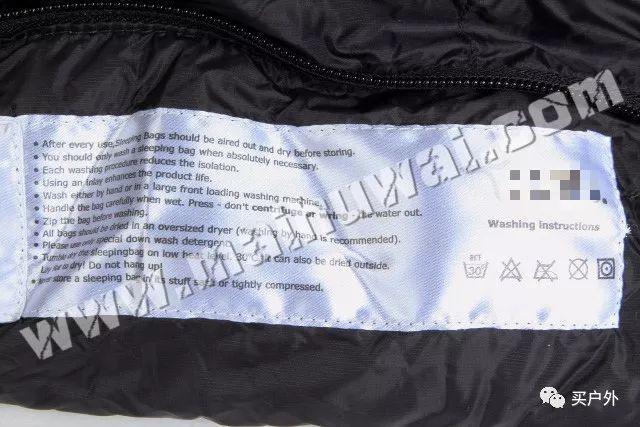 • After every use, Sleeping Bags should be aired out and dry before storing.
• You should only wash a sleeping bag when absolutely necessary.
• Each washing procedure reduces the isolation.
• Using an inlay enhances the product life.
• Wash either by hand or in a large front loading washing machine.
• Handle the bag carefully when wet. Press - don't centrifuge or wring - the water out.
• Zip the bag before washing.
• All bags should be dried in an oversized dryer (washing by hand is recommended).
• Please use only special down wash detergent.
• Tumble dry the sleepingbag on low heat level. 30°C it can also be dried outside.
Lay flat to dry! Do not hang up!
store a sleeping bag in its stuff sack or tightly compressed.
Washing instructions
30°
www.maihuwai.com
买户外